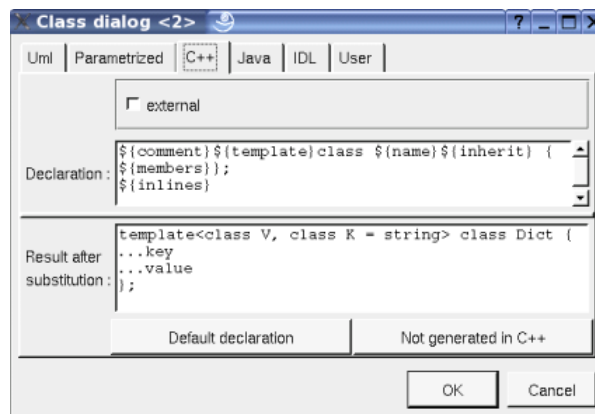 Class dialog <2>
Uml Parametrized C++ Java IDL User
external
Declaration :
${comment}${template}class ${name}${inherit} {
${members}};
${inlines}
Result after
substitution :
template<class V, class K = string> class Dict {
...key
...value
};
Default declaration Not generated in C++
OK Cancel